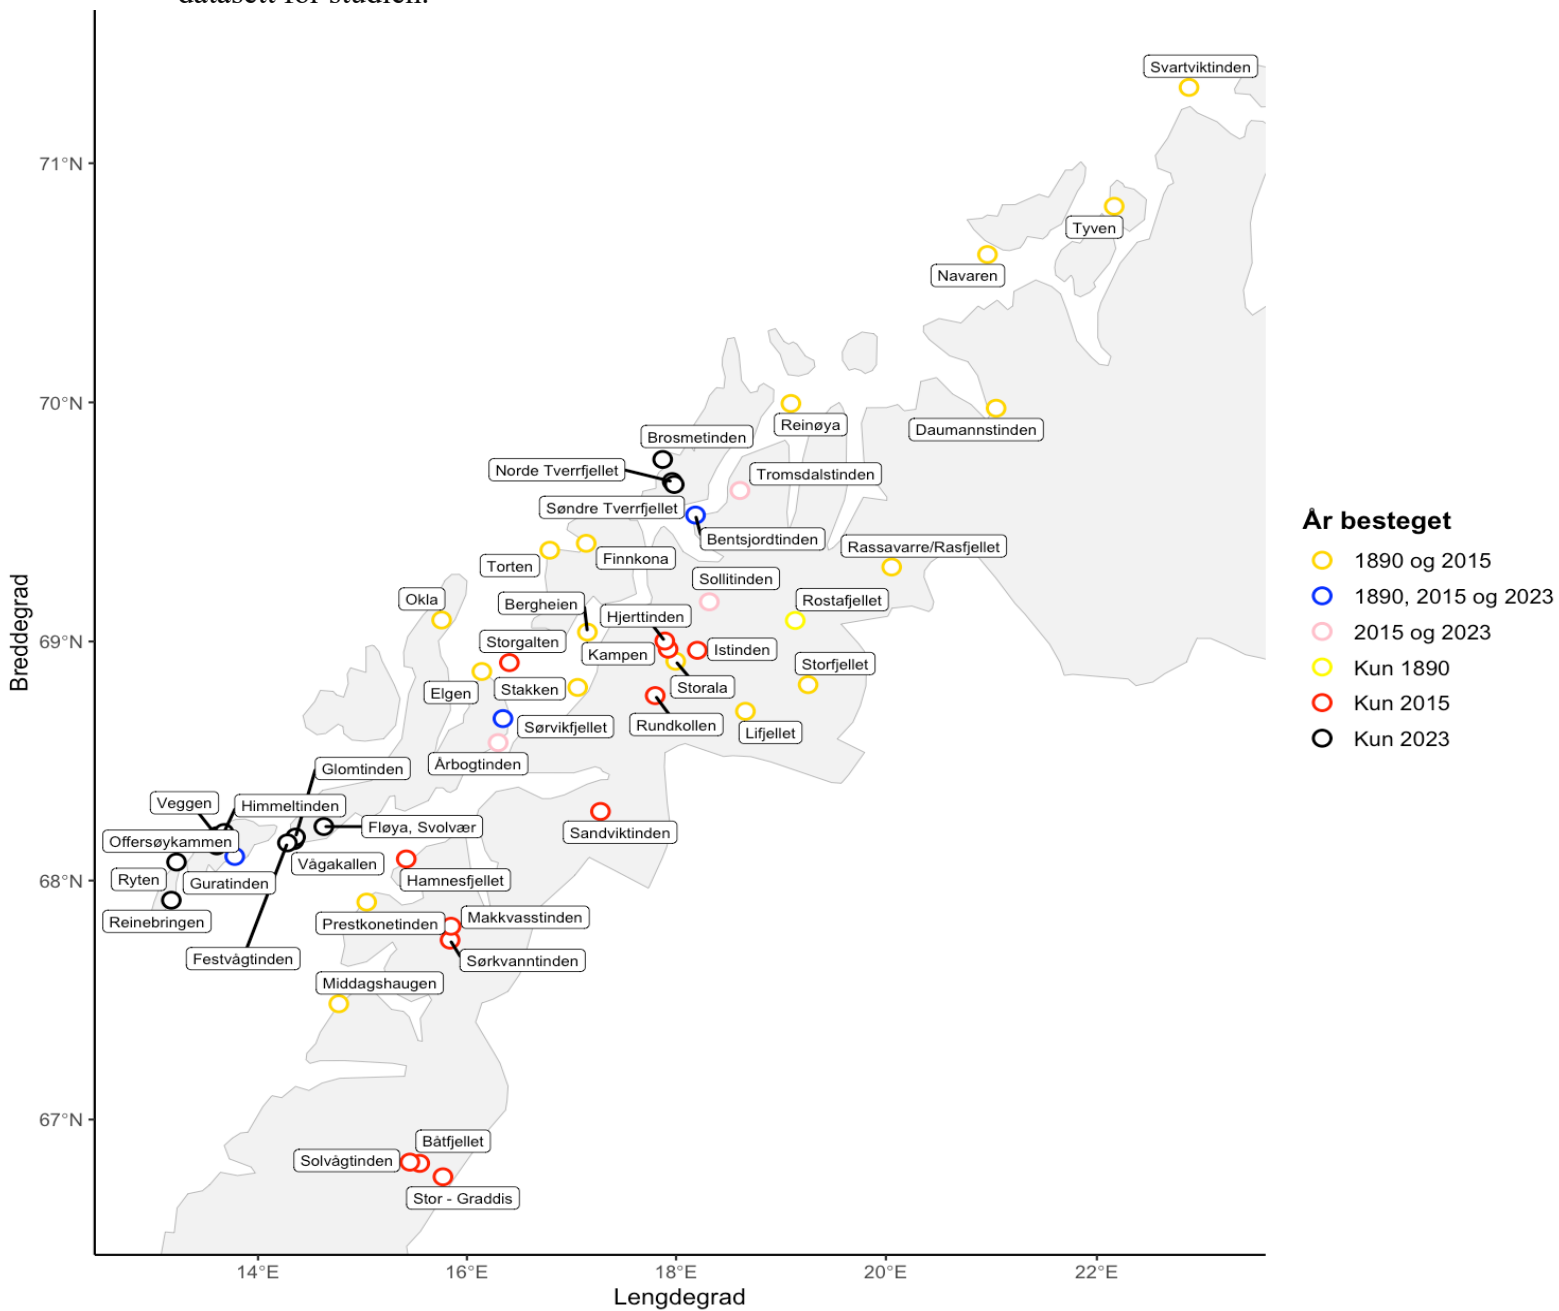 datasett for studien.
Svartviktinden
71°N
Tyven
Navaren
70°N
Reinøya
Daumannstinden
Brosmetinden
Norde Tverrfjellet
Tromsdalstinden
Søndre Tverrfjellet
Bentsjordtinden
Rassavarre/Rasfjellet
Finnkona
Torten
Sollitinden
Okla
Bergheien
Hjerttinden
Rostafjellet
69°N
Storgalten
Kampen
Istinden
Storfjellet
Elgen
Stakken
Storala
Sørvikfjellet
Rundkollen
Lifjellet
Årbogtinden
Glomtinden
Veggen
Himmeltinden
Fløya, Svolvær
Sandviktinden
Offersøykammen
Vågakallen
68°N
Ryten
Guratinden
Hamnesfjellet
Reinebringen
Prestkonetinden
Makkvasstinden
Festvågtinden
Sørkvanntinden
Middagshaugen
67°N
Båtfjellet
Solvågtinden
Stor - Graddis
14°E
16°E
18°E
20°E
22°E
Lengdegrad
Breddegrad
År besteget
1890 og 2015
1890, 2015 og 2023
2015 og 2023
Kun 1890
Kun 2015
Kun 2023